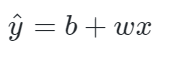 ŷ = b + wx